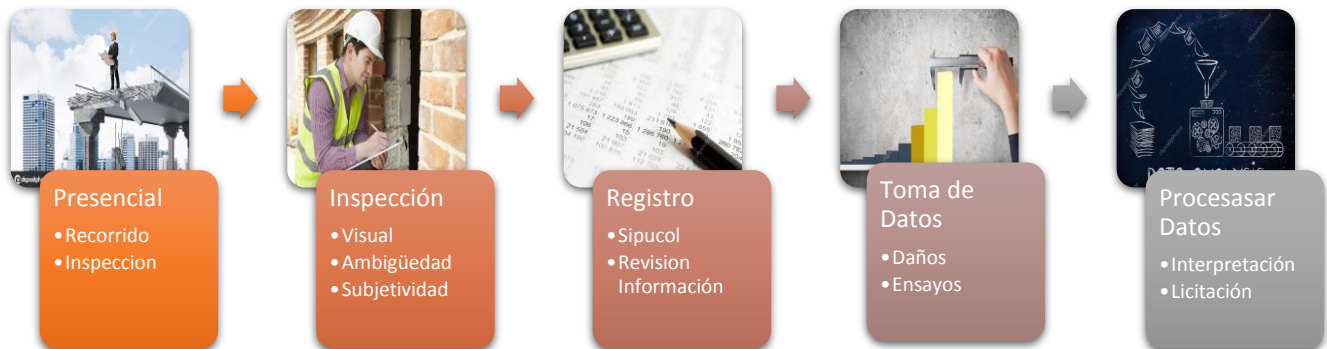 Presencial
•Recorrido
•Inspeccion
Inspección
•Visual
•Ambigüedad
•Subjetividad
Registro
•Sipucol
•Revision
Información
Toma de
Datos
•Daños
•Ensayos
Procesasar
Datos
•Interpretación
•Licitación